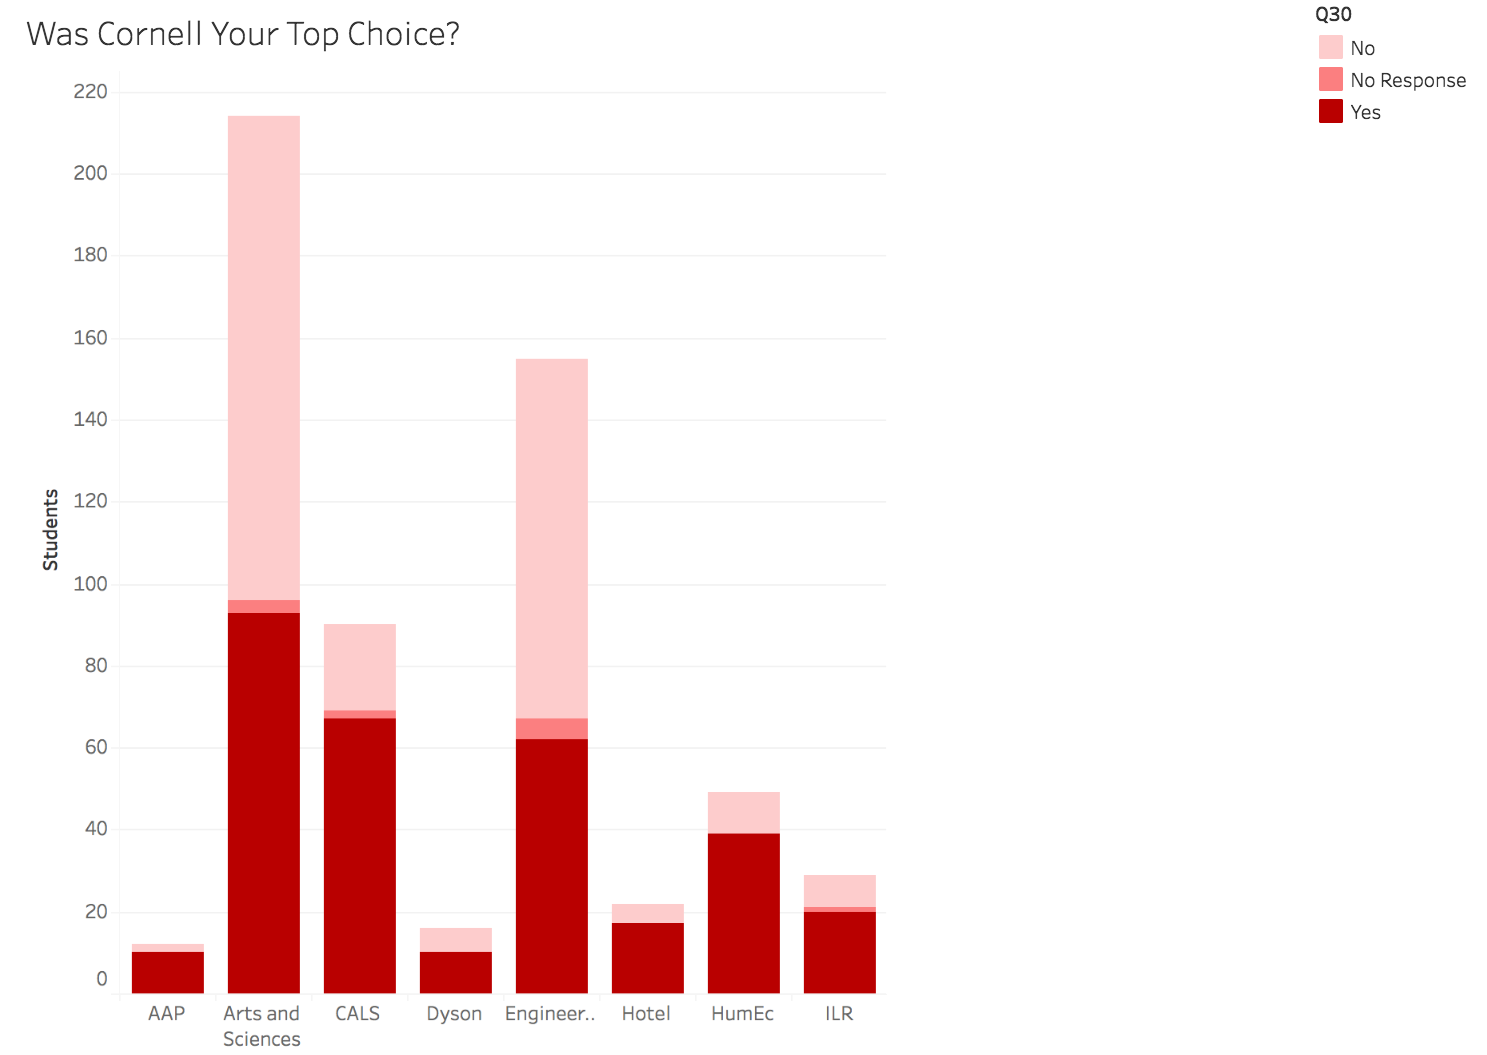 Was Cornell Your Top Choice?
Q30
No
No Response
Yes
Students
220
200
180
160
140
120
100
80
60
40
20
0
AAP
Arts and
Sciences
CALS
Dyson
Engineer..
Hotel
HumEc
ILR